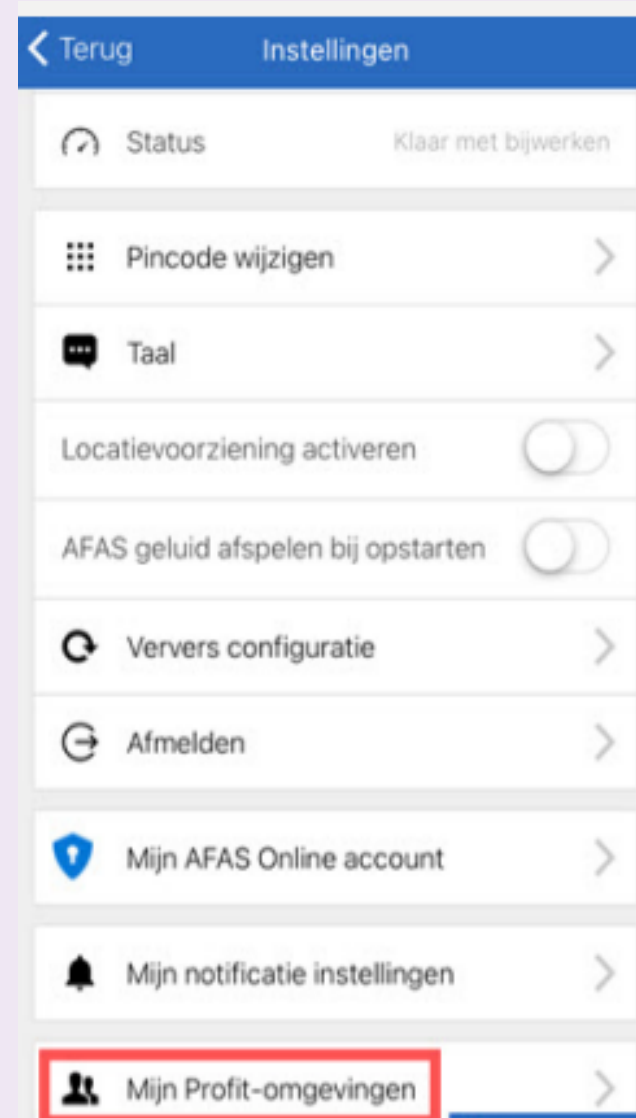 Terug Instellingen
Status Klaar met bijwerken
Pincode wijzigen
Taal
Locatievoorziening activeren
AFAS geluid afspelen bij opstarten
Ververs configuratie
Afmelden
Mijn AFAS Online account
Mijn notificatie instellingen
Mijn Profit-omgevingen